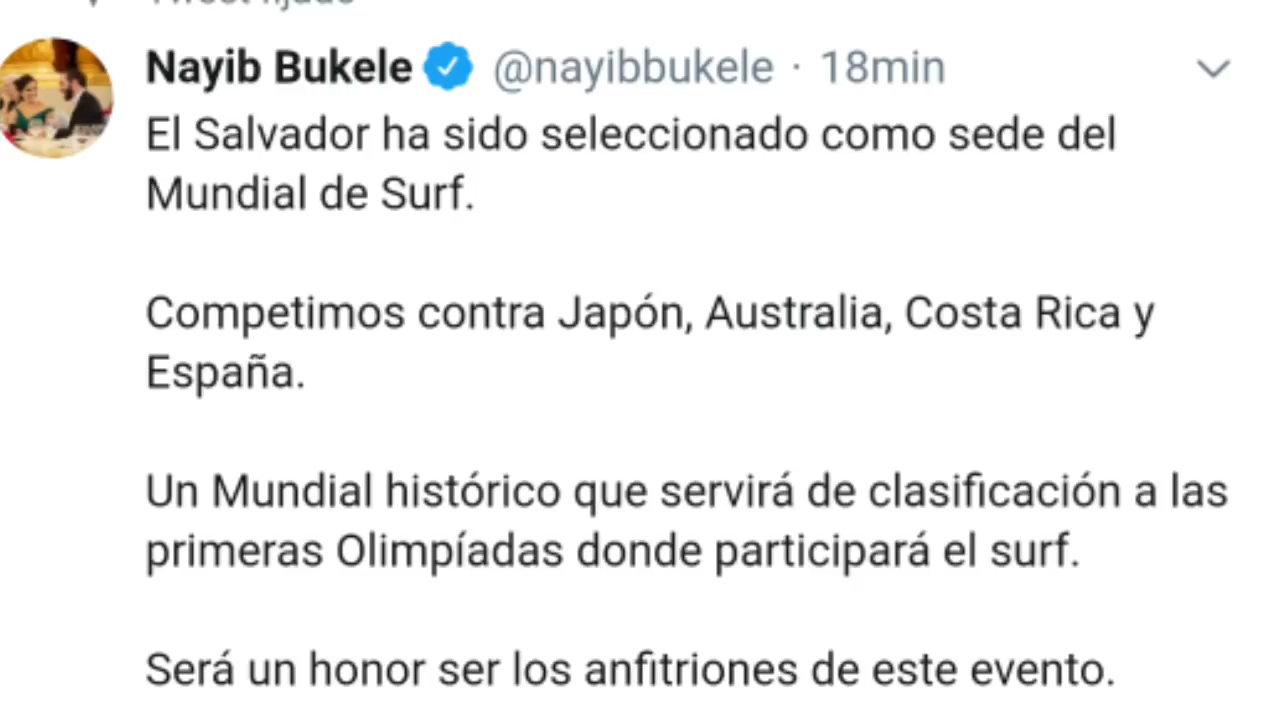 Nayib Bukele @nayibbukele · 18min
El Salvador ha sido seleccionado como sede del
Mundial de Surf.
Competimos contra Japón, Australia, Costa Rica y
España.
Un Mundial histórico que servirá de clasificación a las
primeras Olimpíadas donde participará el surf.
Será un honor ser los anfitriones de este evento.